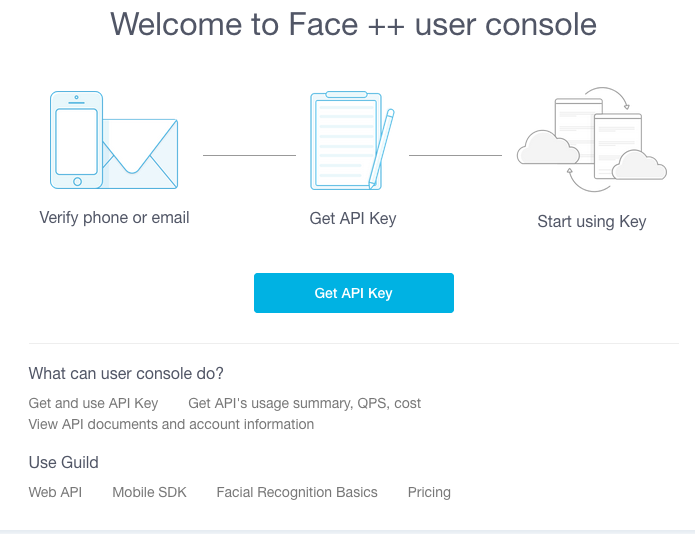 Welcome to Face ++ user console
Verify phone or email
Get API Key
Start using Key
Get API Key
What can user console do?
Get and use API Key Get API's usage summary, QPS, cost
View API documents and account information
Use Guild
Web API Mobile SDK Facial Recognition Basics Pricing